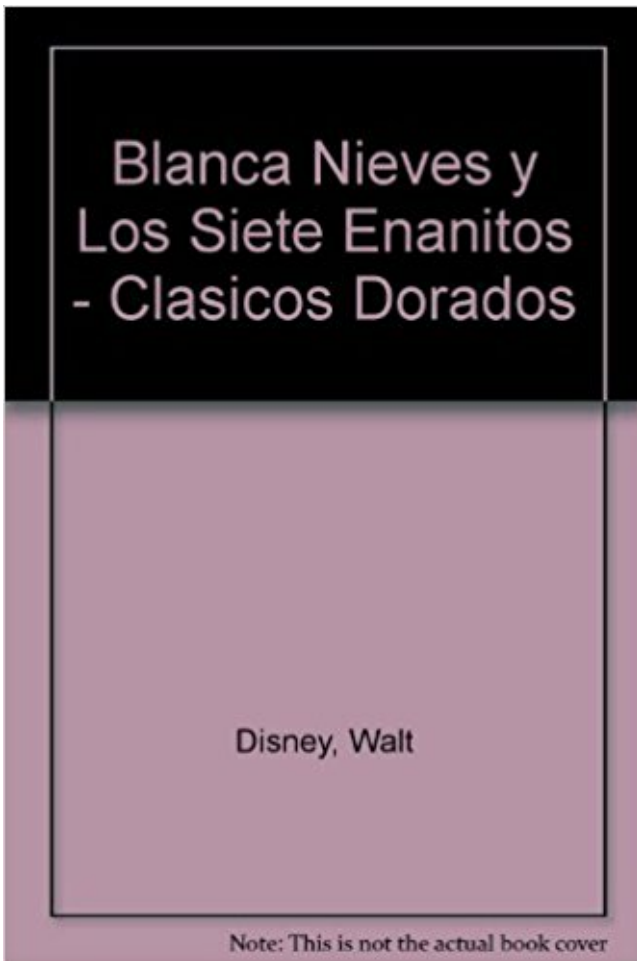 Blanca Nieves y
Los Siete Enanitos
- Clasicos Dorados
Disney, Walt
Note: This is not the actual book cover